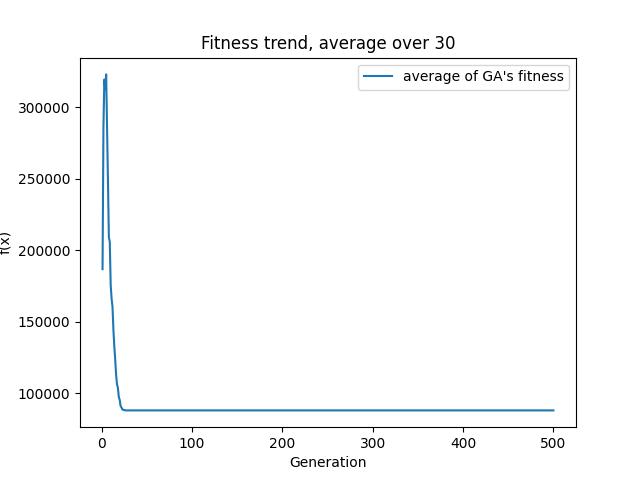 Fitness trend, average over 30
average of GA's fitness
f(x)
300000
250000
200000
150000
100000
0 100 200 300 400 500
Generation